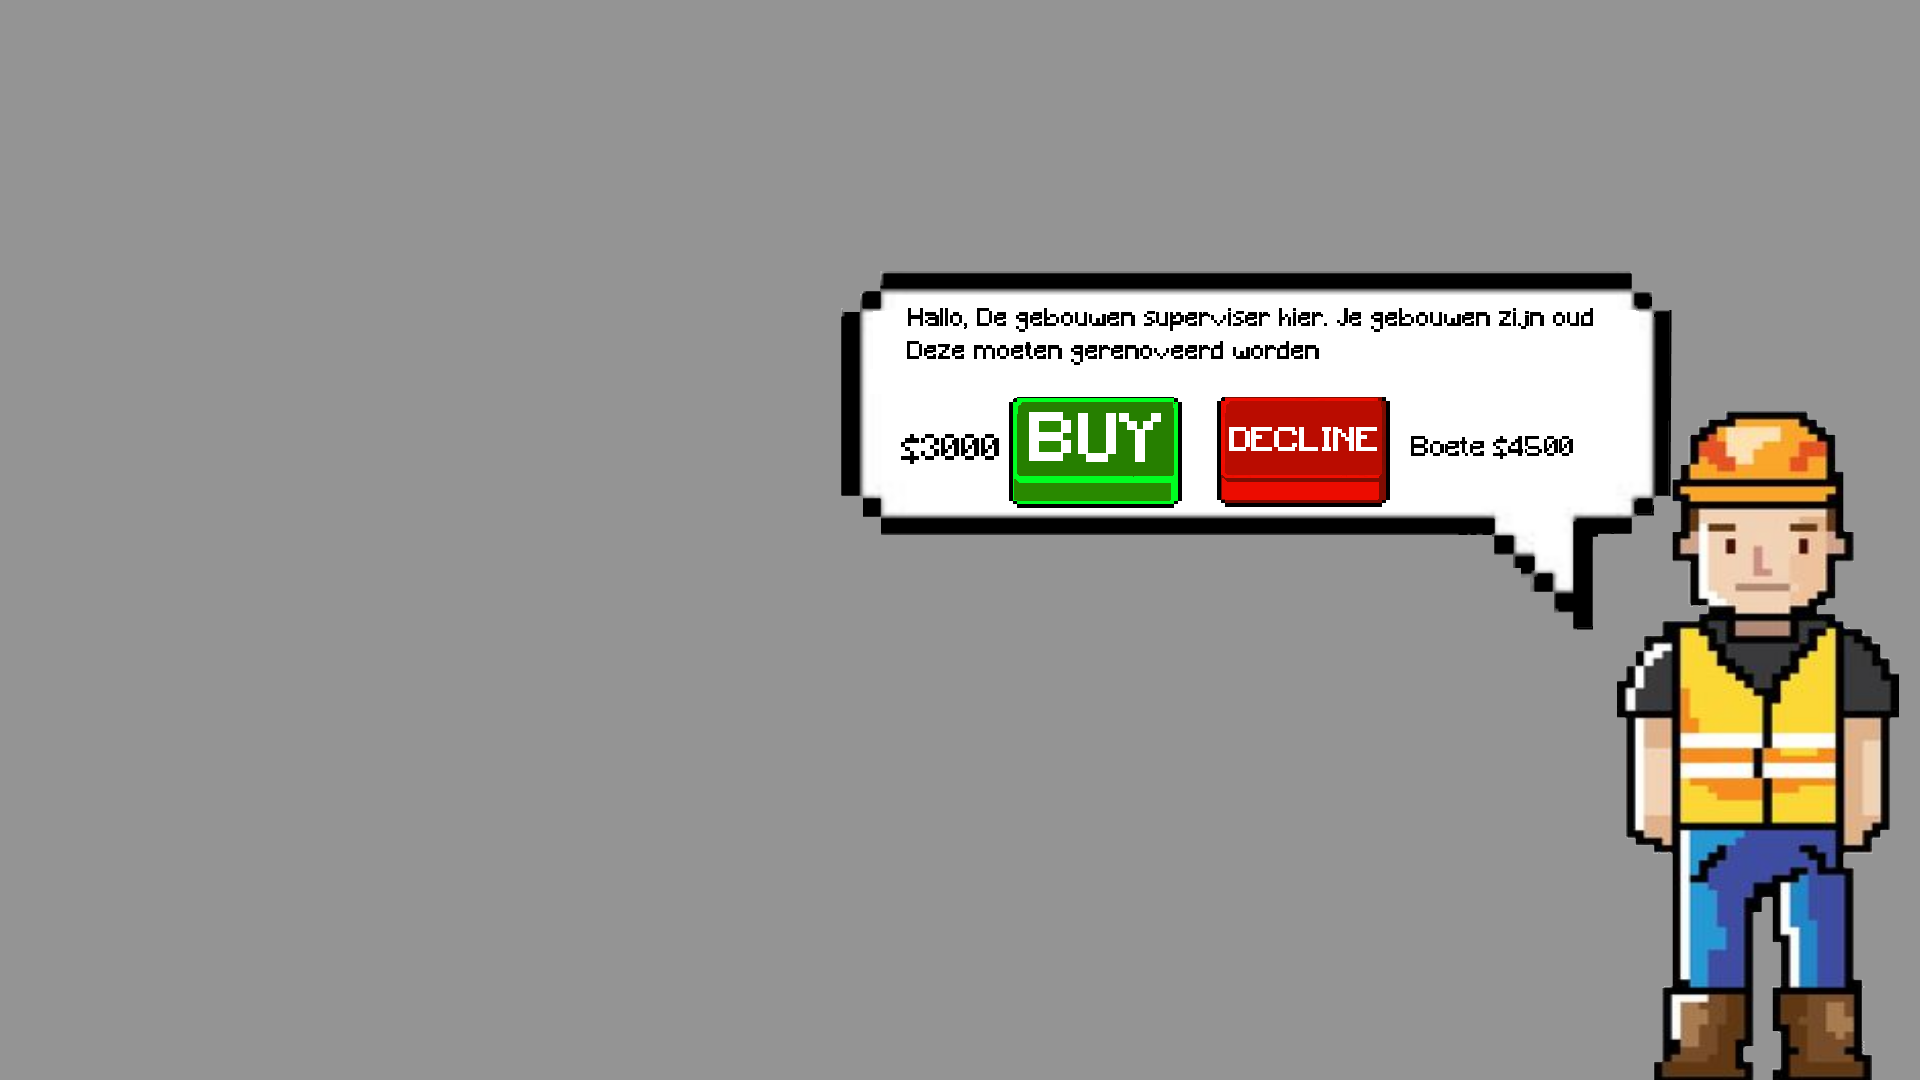 Hallo, De gebouwen superviser hier. Je gebouwen zijn oud
Deze moeten gerenoveerd worden
$3000 BUY DECLINE Boete $4500